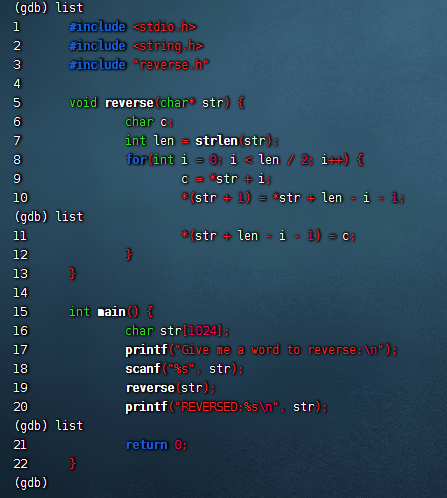 (gdb) list
1 #include <stdio.h>
2 #include <string.h>
3 #include "reverse.h"
4
5 void reverse(char* str) {
6 char c;
7 int len = strlen(str);
8 for(int i = 0; i < len / 2; i++) {
9 c = *str + i;
10 *(str + 1) = *str + len - i - 1;
(gdb) list
11 *(str + len - i - 1) = c;
12 }
13 }
14
15 int main() {
16 char str[1024];
17 printf("Give me a word to reverse:\n");
18 scanf("%s", str);
19 reverse(str);
20 printf("REVERSED:%s\n", str);
(gdb) list
21 return 0;
22 }
(gdb)